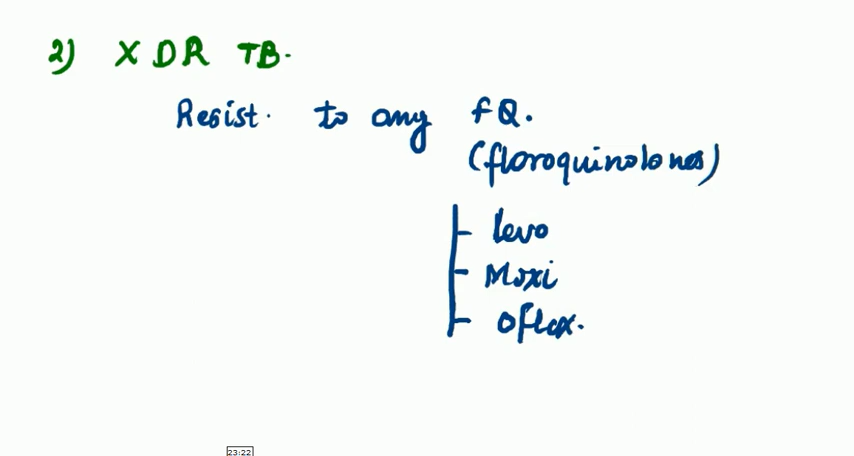 2) XDR TB.
Resist. to any FQ.
(floroquinolones)
levo
Moxi
Oflox.
23:22